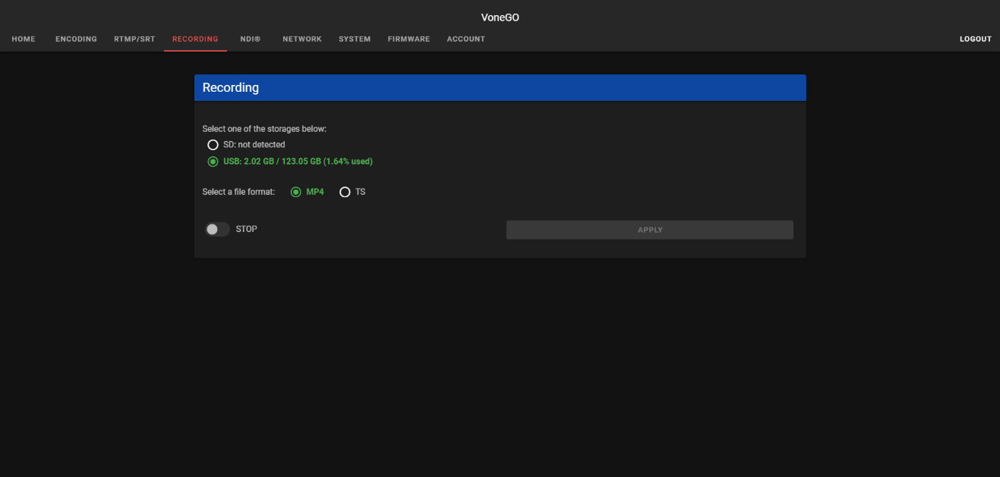 VoneGO
HOME ENCODING RTMP/SRT RECORDING NDI® NETWORK SYSTEM FIRMWARE ACCOUNT LOGOUT
Recording
Select one of the storages below:
SD: not detected
USB: 2.02 GB / 123.05 GB (1.64% used)
Select a file format: MP4 TS
STOP APPLY